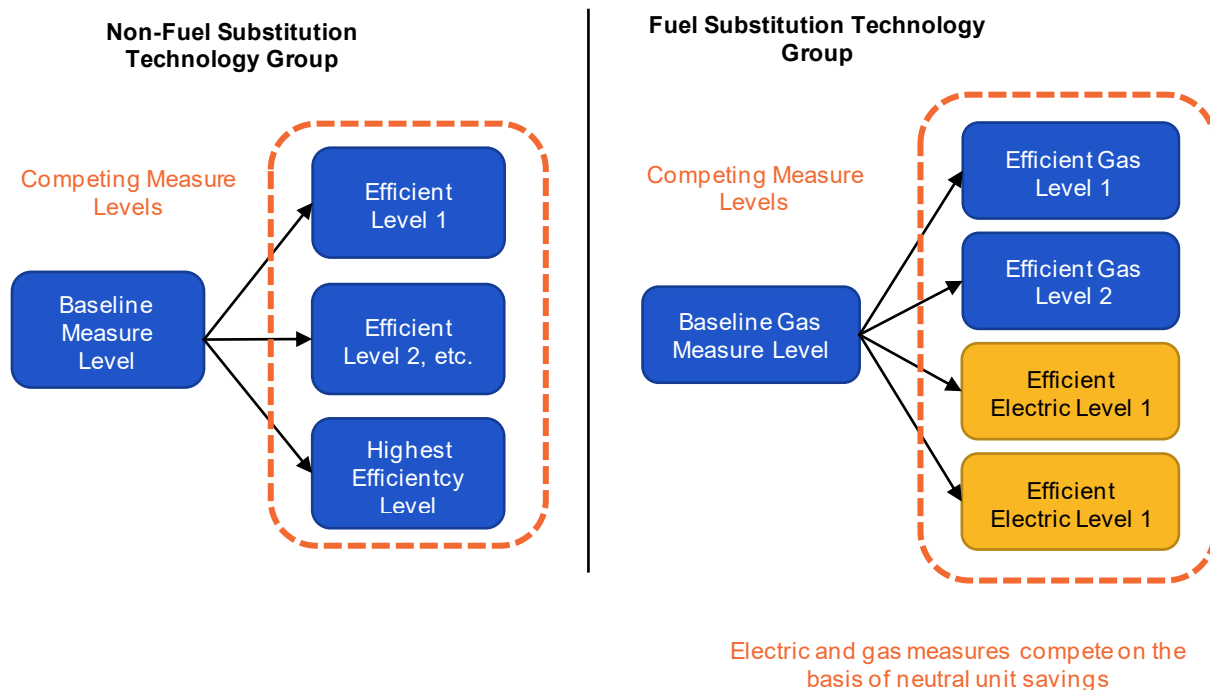 Non-Fuel Substitution
Technology Group
Competing Measure
Levels
Baseline
Measure
Level
Efficient
Level 1
Efficient
Level 2, etc.
Highest
Efficientcy
Level
Fuel Substitution Technology
Group
Competing Measure
Levels
Baseline Gas
Measure Level
Efficient Gas
Level 1
Efficient Gas
Level 2
Efficient
Electric Level 1
Efficient
Electric Level 1
Electric and gas measures compete on the
basis of neutral unit savings